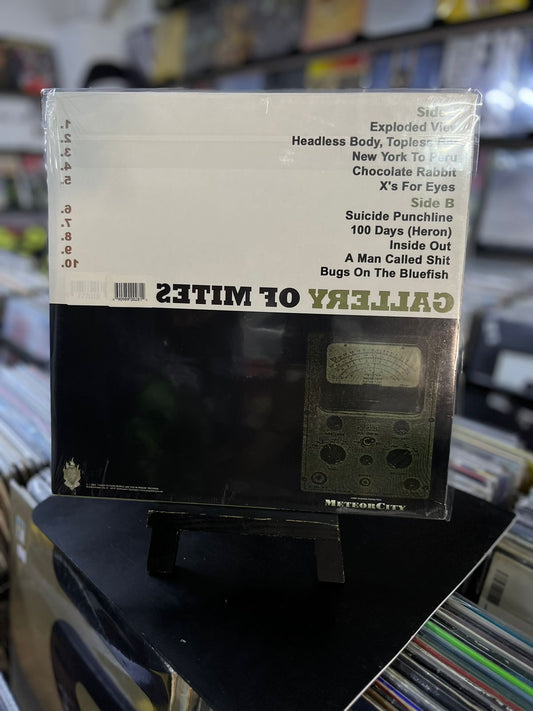 Side
1. Exploded View
2. Headless Body, Topless Bar
3. New York To Peru
4. Chocolate Rabbit
5. X's For Eyes
Side B
6. Suicide Punchline
7. 100 Days (Heron)
8. Inside Out
9. A Man Called Shit
10. Bugs On The Bluefish
GALLERY OF MITES
METEORCITY